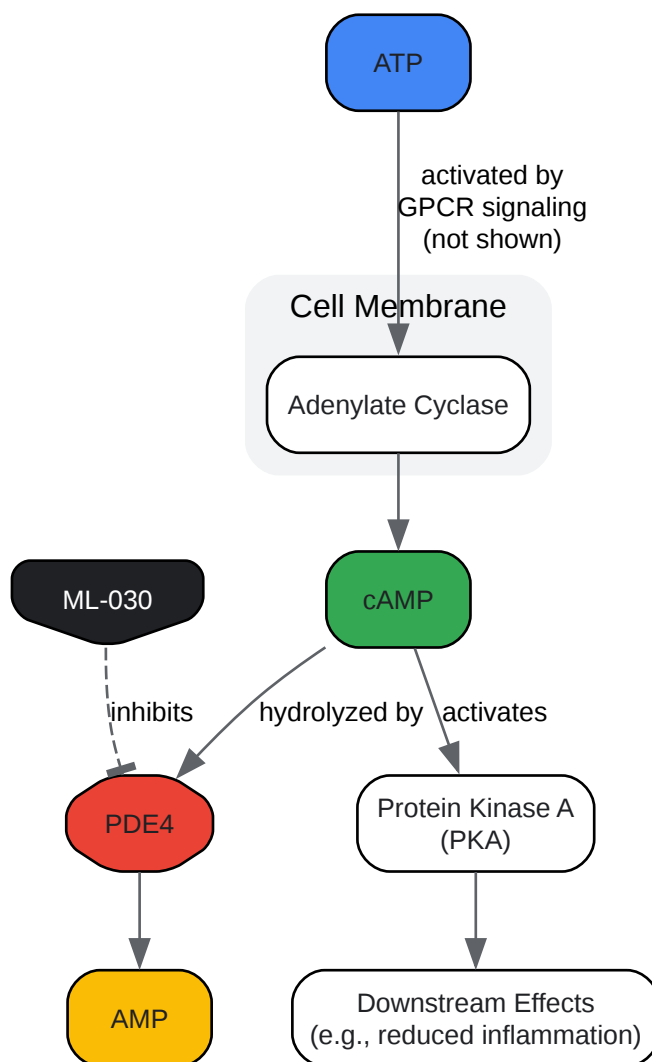 ATP
activated by
GPCR signaling
(not shown)
Cell Membrane
Adenylate Cyclase
ML-030
cAMP
inhibits
hydrolyzed by
activates
PDE4
Protein Kinase A
(PKA)
AMP
Downstream Effects
(e.g., reduced inflammation)